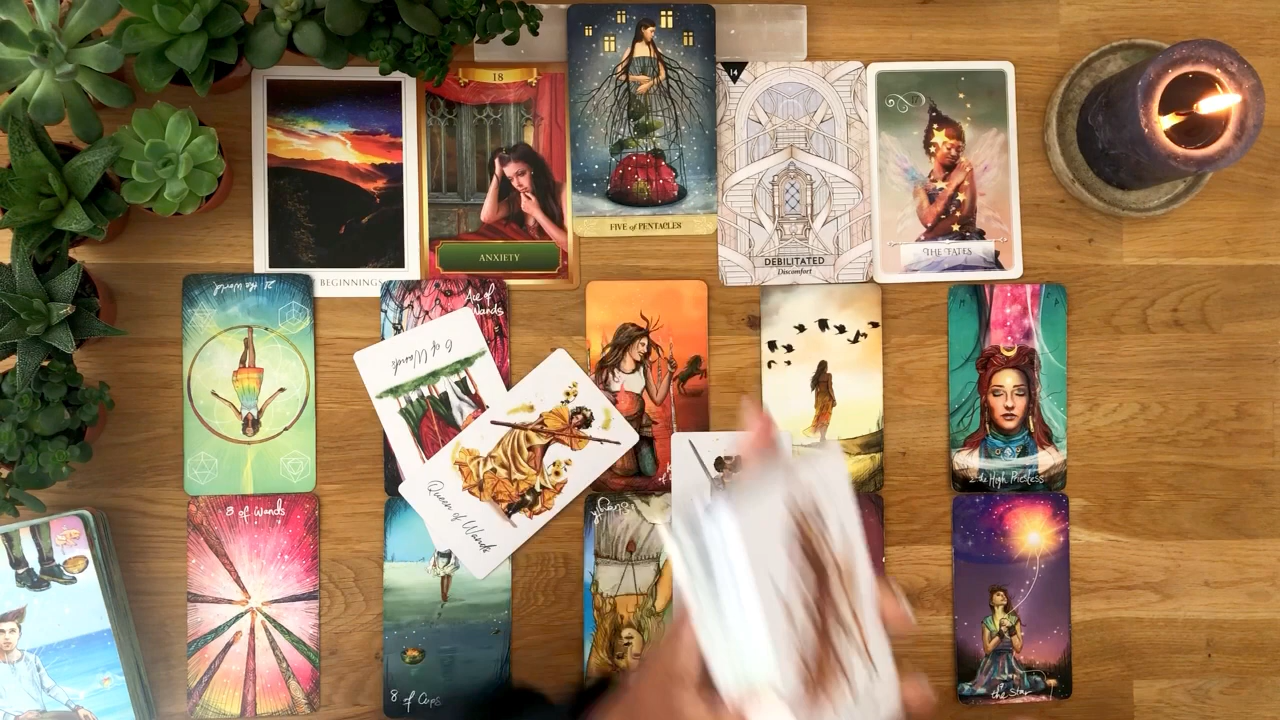 18
14
17
BEGINNINGS
ANXIETY
FIVE of PENTACLES
DEBILITATED
Discomfort
THE FATES
21 the World
Ace of
Wands
6 of Wands
Queen of Wands
2 the High Priestess
8 of Wands
8 of Cups
the Star